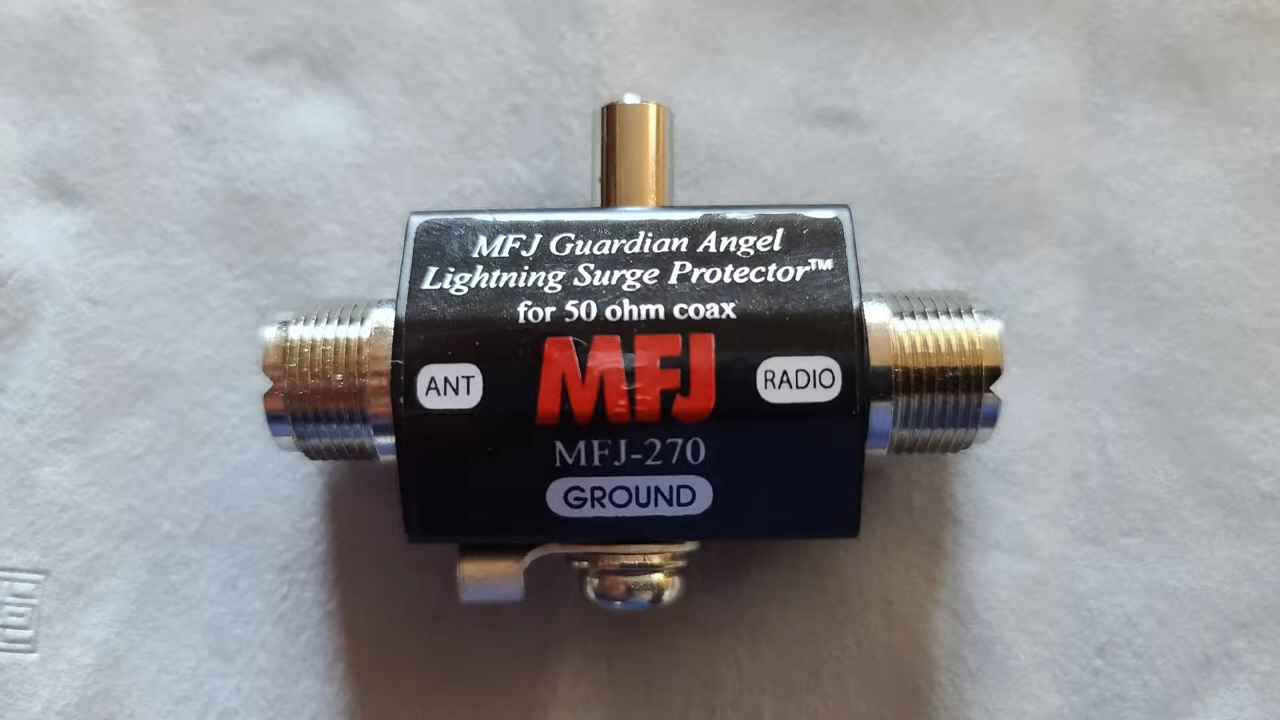 MFJ Guardian Angel
Lightning Surge Protector™
for 50 ohm coax
ANT
MFJ
RADIO
MFJ-270
GROUND